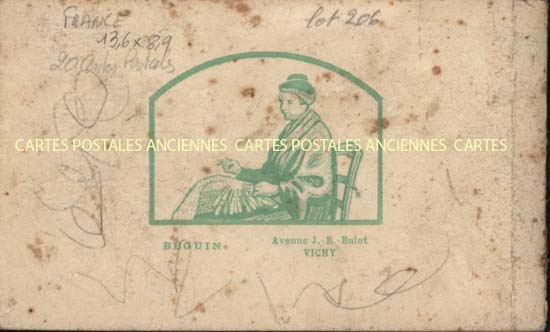 FRANCE
lot 206
13,6 x 8,9
20 Cartes Postales
CARTES POSTALES ANCIENNES CARTES POSTALES ANCIENNES CARTES
BEGUIN
Avenue J.-B.-Bulot
VICHY